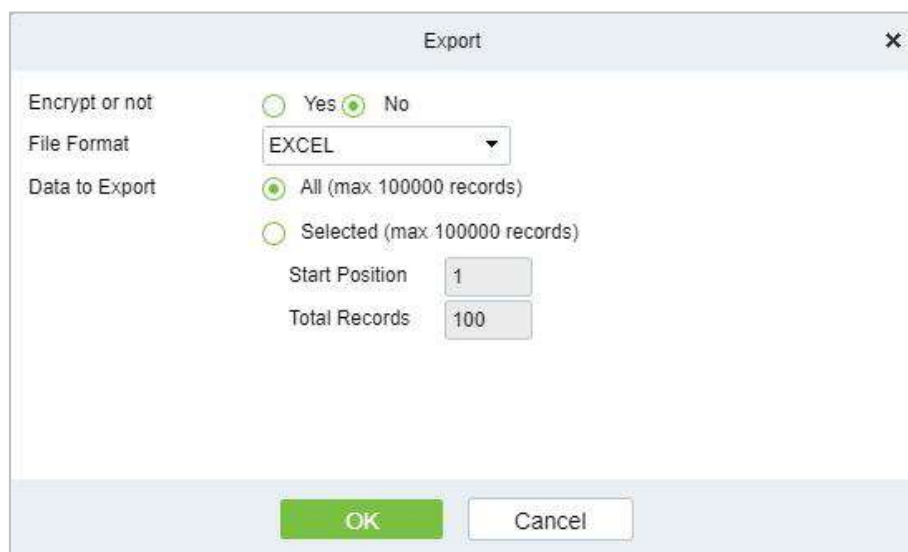 Export
Encrypt or not Yes No
File Format EXCEL
Data to Export All (max 100000 records)
Selected (max 100000 records)
Start Position 1
Total Records 100
OK Cancel